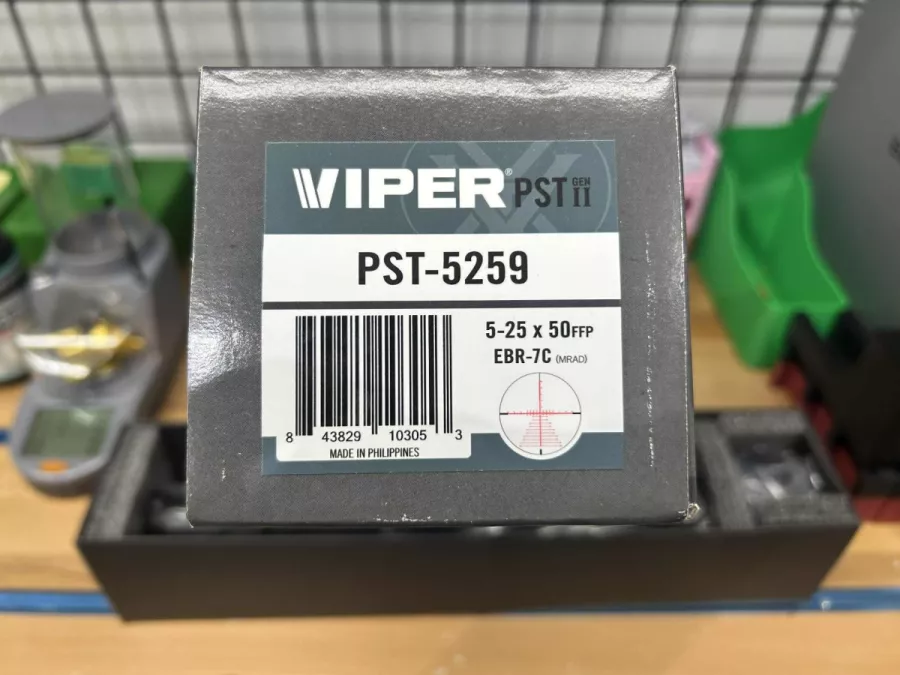 VIPER® PST GEN II
PST-5259
5-25 x 50FFP
EBR-7C (MRAD)
8 43829 10305 3
MADE IN PHILIPPINES